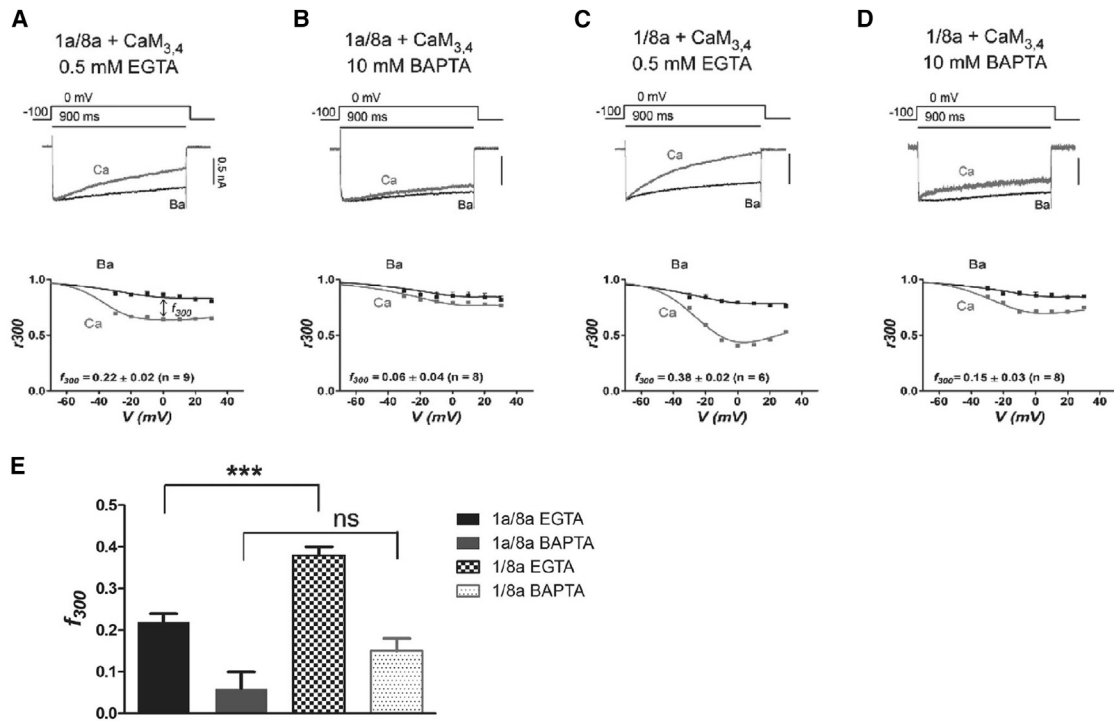 A
1a/8a + CaM3,4
0.5 mM EGTA
0 mV
-100
900 ms
Ca
Ba
0.5 nA
B
1a/8a + CaM3,4
10 mM BAPTA
0 mV
-100
900 ms
Ca
Ba
C
1/8a + CaM3,4
0.5 mM EGTA
0 mV
-100
900 ms
Ca
Ba
D
1/8a + CaM3,4
10 mM BAPTA
0 mV
-100
900 ms
Ca
Ba
r300
1.0
0.5
0.0
Ba
Ca
f300
f300 = 0.22 ± 0.02 (n = 9)
-60 -40 -20 0 20 40
V (mV)
r300
1.0
0.5
0.0
Ba
Ca
f300 = 0.06 ± 0.04 (n = 8)
-60 -40 -20 0 20 40
V (mV)
r300
1.0
0.5
0.0
Ba
Ca
f300 = 0.38 ± 0.02 (n = 6)
-60 -40 -20 0 20 40
V (mV)
r300
1.0
0.5
0.0
Ba
Ca
f300 = 0.15 ± 0.03 (n = 8)
-60 -40 -20 0 20 40
V (mV)
E
***
ns
f300
0.5
0.4
0.3
0.2
0.1
0.0
1a/8a EGTA
1a/8a BAPTA
1/8a EGTA
1/8a BAPTA